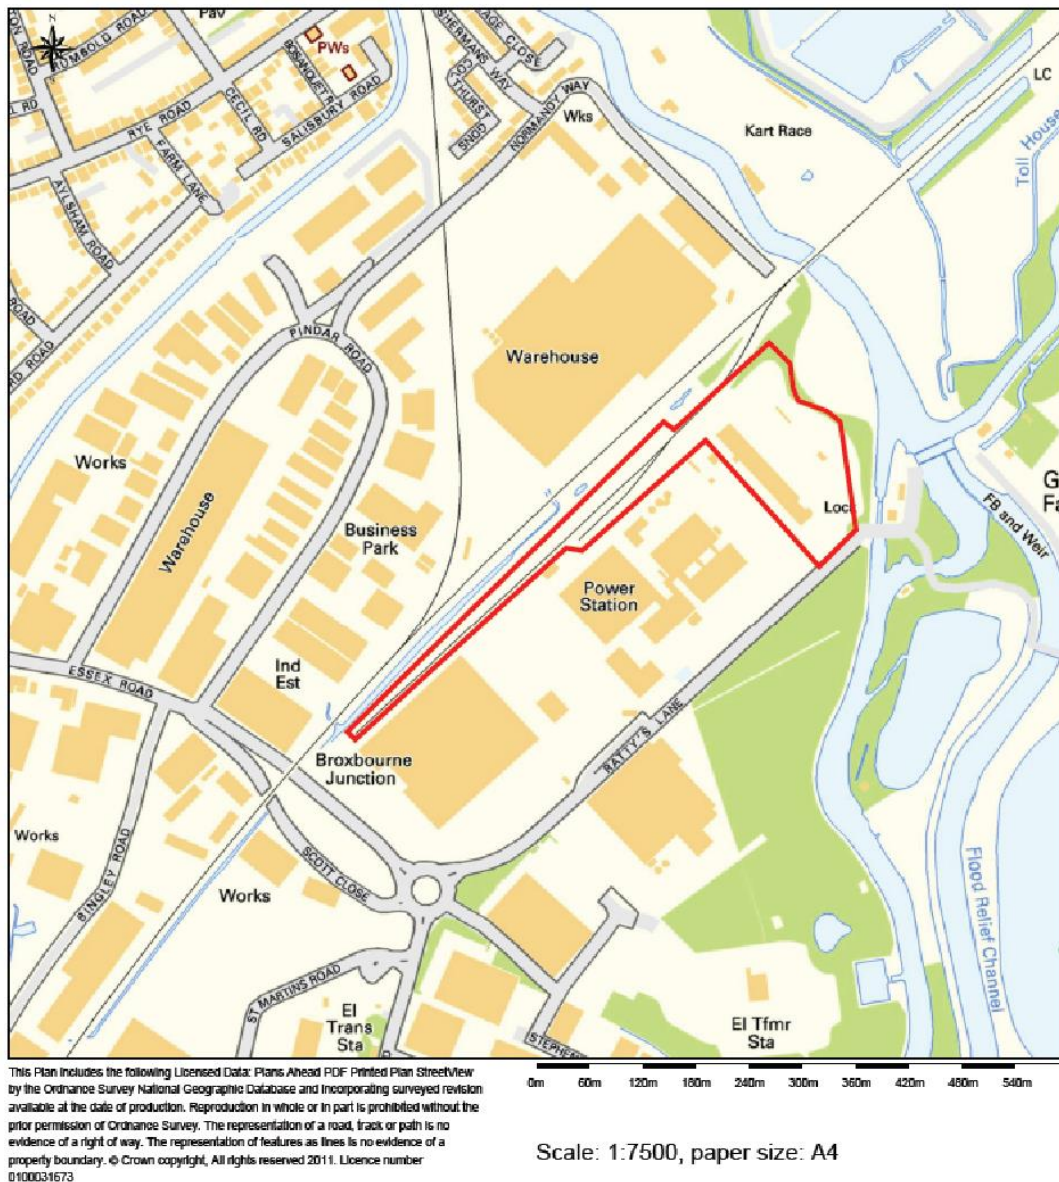 N
Pav
TON ROAD
RUMBOLD ROAD
PWs
CECIL RD
SALISBURY ROAD
RYE ROAD
FARM LANE
AYLSHAM ROAD
ROAD
RD ROAD
NORMANDY WAY
Wks
Kart Race
LC
Toll House
PINDAR ROAD
Warehouse
Works
Warehouse
Business
Park
Loc
FB and Weir
Power
Station
ESSEX ROAD
Ind
Est
Broxbourne
Junction
RATTY'S LANE
Works
BINGLEY ROAD
SCOTT CLOSE
Works
Flood Relief Channel
ST MARTINS ROAD
El
Trans
Sta
El Tfmr
Sta
This Plan includes the following Licensed Data: Plans Ahead PDF Printed Plan StreetView
by the Ordnance Survey National Geographic Database and incorporating surveyed revision
available at the date of production. Reproduction in whole or in part is prohibited without the
prior permission of Ordnance Survey. The representation of a road, track or path is no
evidence of a right of way. The representation of features as lines is no evidence of a
property boundary. © Crown copyright, All rights reserved 2011. Licence number
0100031673
0m 60m 120m 180m 240m 300m 360m 420m 480m 540m
Scale: 1:7500, paper size: A4